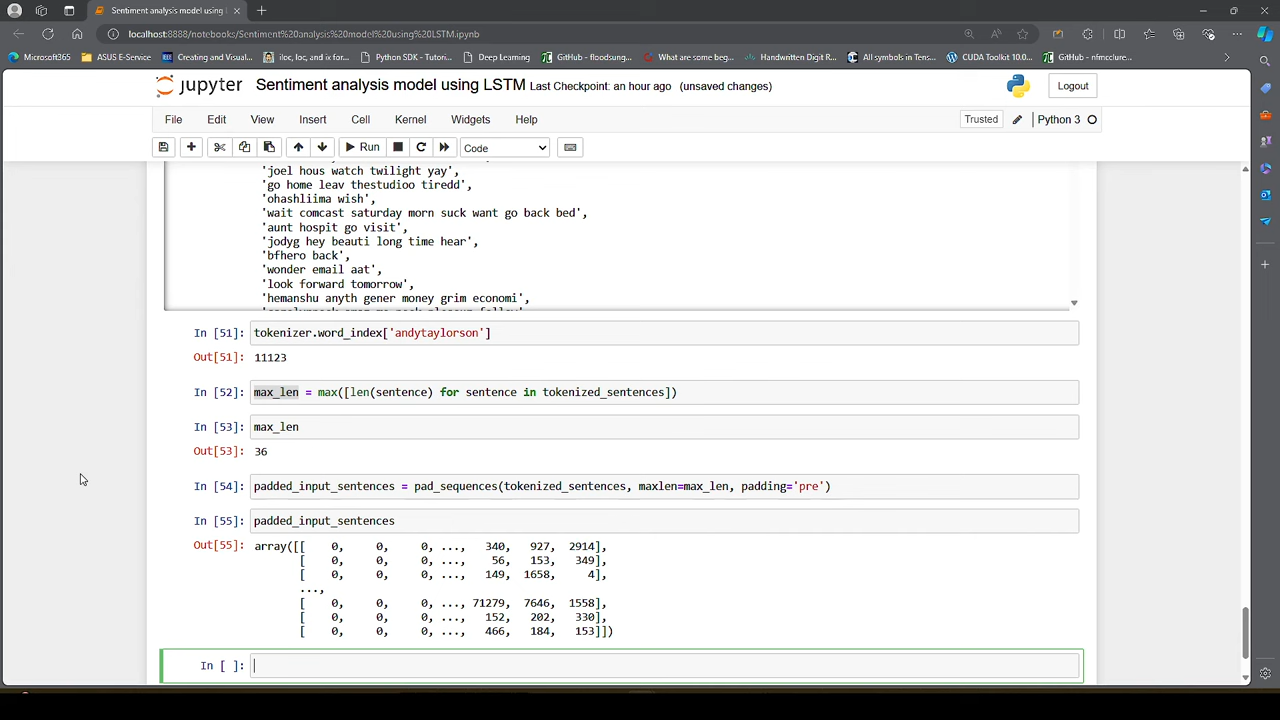 Sentiment analysis model using
localhost:8888/notebooks/Sentiment%20analysis%20model%20using%20LSTM.ipynb
Microsoft365
ASUS E-Service
Creating and Visual...
iloc, loc, and ix for...
Python SDK - Tutori...
Deep Learning
GitHub - floodsung...
What are some beg...
Handwritten Digit R...
All symbols in Tens...
CUDA Toolkit 10.0...
GitHub - nfmcclure...
jupyter Sentiment analysis model using LSTM Last Checkpoint: an hour ago (unsaved changes)
Logout
File Edit View Insert Cell Kernel Widgets Help
Trusted
Python 3
Run
Code
'joel hous watch twilight yay',
'go home leav thestudioo tiredd',
'ohashliima wish',
'wait comcast saturday morn suck want go back bed',
'aunt hospit go visit',
'jodyg hey beauti long time hear',
'bfhero back',
'wonder email aat',
'look forward tomorrow',
'hemanshu anyth gener money grim economi',
In [51]: tokenizer.word_index['andytaylorson']
Out[51]: 11123
In [52]: max_len = max([len(sentence) for sentence in tokenized_sentences])
In [53]: max_len
Out[53]: 36
In [54]: padded_input_sentences = pad_sequences(tokenized_sentences, maxlen=max_len, padding='pre')
In [55]: padded_input_sentences
Out[55]: array([[ 0, 0, 0, ..., 340, 927, 2914],
[ 0, 0, 0, ..., 56, 153, 349],
[ 0, 0, 0, ..., 149, 1658, 4],
...,
[ 0, 0, 0, ..., 71279, 7646, 1558],
[ 0, 0, 0, ..., 152, 202, 330],
[ 0, 0, 0, ..., 466, 184, 153]])
In [ ]: